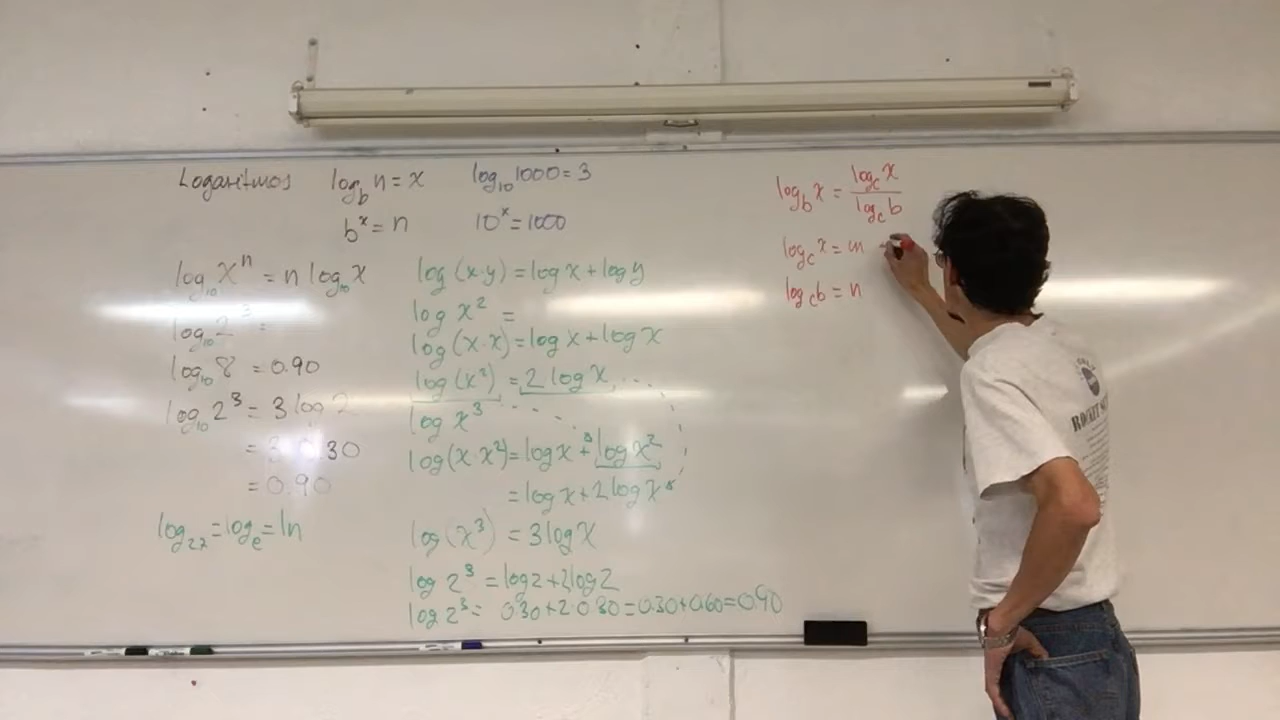 Logaritmos
log_b n = x
b^x = n
log_10 1000 = 3
10^x = 1000
log_10 x^n = n log_10 x
log_10 2^3 =
log_10 8 = 0.90
log_10 2^3 = 3 log 2
= 3 · 0.30
= 0.90
log_2.7 = log_e = ln
log (x·y) = log x + log y
log x^2 =
log (x·x) = log x + log x
log (x^2) = 2 log x
log x^3
log (x·x^2) = log x + log x^2
= log x + 2 log x
log (x^3) = 3 log x
log 2^3 = log 2 + 2 log 2
log 2^3 = 0.30 + 2·0.30 = 0.30 + 0.60 = 0.90
log_b x = log_c x / log_c b
log_c x = m
log_c b = n